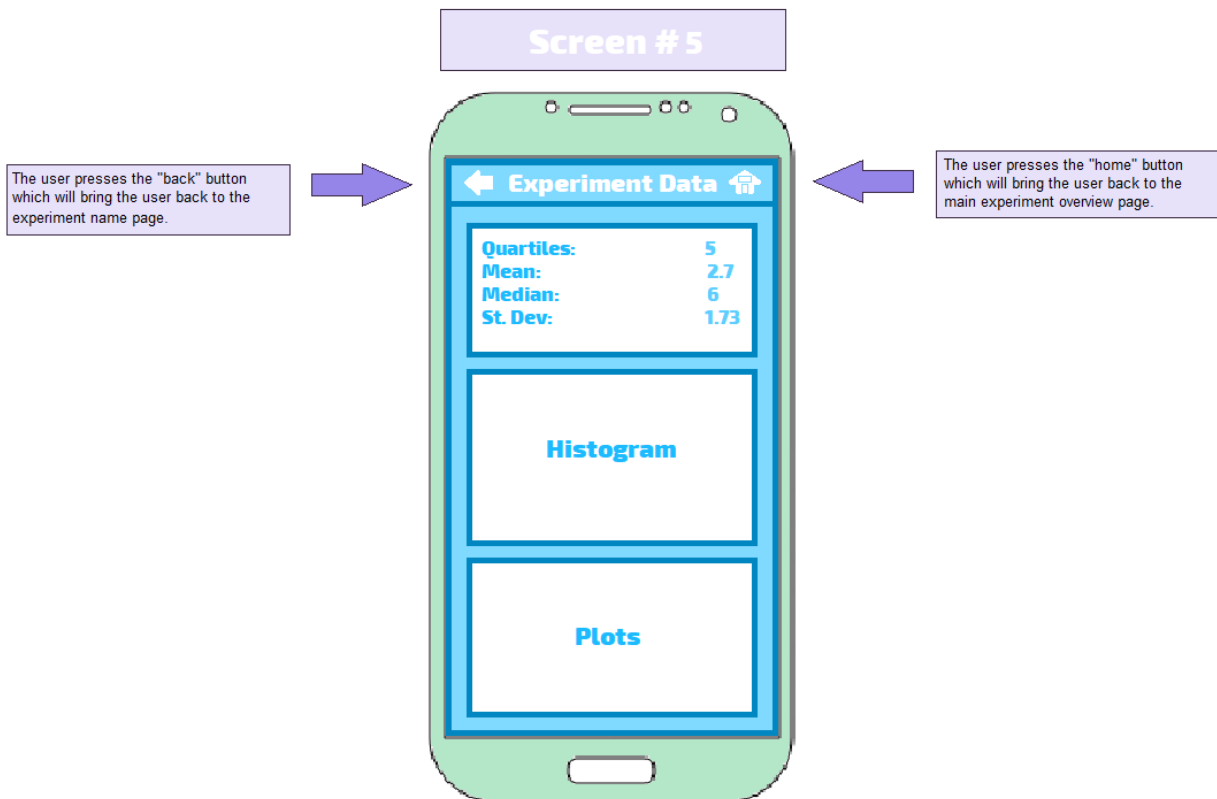 Screen # 5
The user presses the "back" button
which will bring the user back to the
experiment name page.
The user presses the "home" button
which will bring the user back to the
main experiment overview page.
Experiment Data
Quartiles: 5
Mean: 2.7
Median: 6
St. Dev: 1.73
Histogram
Plots